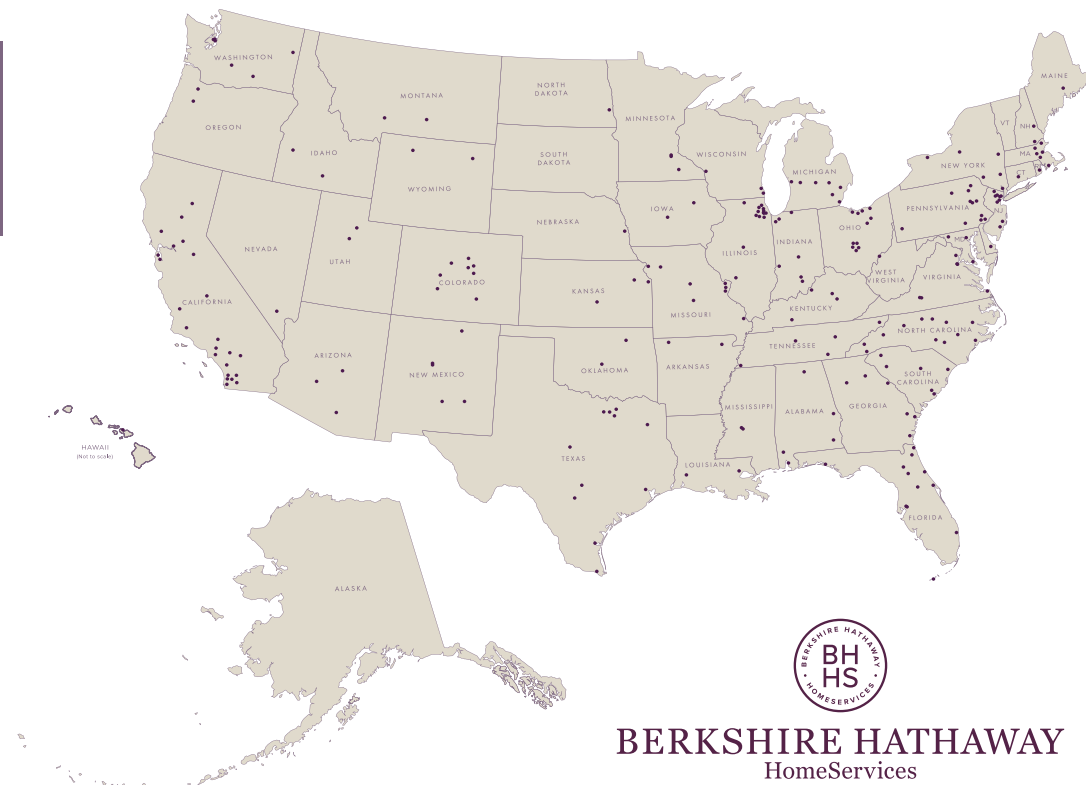 WASHINGTON
OREGON
IDAHO
MONTANA
NORTH
DAKOTA
MINNESOTA
SOUTH
DAKOTA
WISCONSIN
MICHIGAN
WYOMING
IOWA
NEBRASKA
NEVADA
UTAH
COLORADO
KANSAS
CALIFORNIA
ILLINOIS
INDIANA
OHIO
MISSOURI
KENTUCKY
WEST
VIRGINIA
VIRGINIA
PENNSYLVANIA
NEW YORK
MAINE
VT
NH
MA
CT
NJ
MD
ARIZONA
NEW MEXICO
OKLAHOMA
ARKANSAS
TENNESSEE
NORTH CAROLINA
SOUTH
CAROLINA
MISSISSIPPI
ALABAMA
GEORGIA
TEXAS
LOUISIANA
FLORIDA
HAWAII
(Not to scale)
ALASKA
BERKSHIRE HATHAWAY
BH
HS
HOMESERVICES
BERKSHIRE HATHAWAY
HomeServices